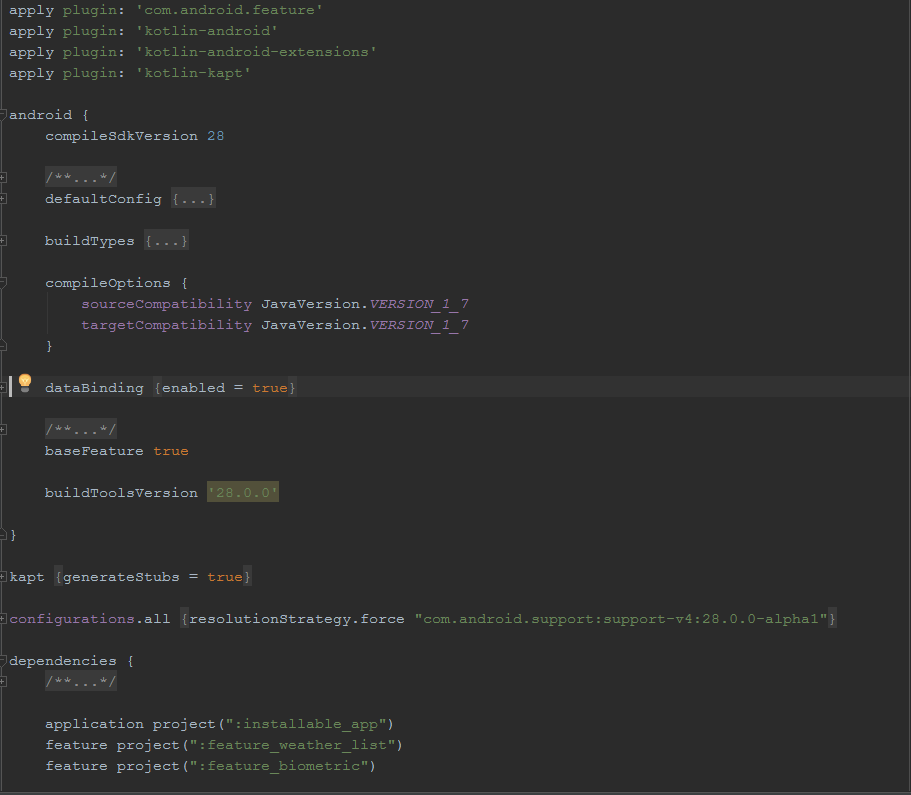 apply plugin: 'com.android.feature'
apply plugin: 'kotlin-android'
apply plugin: 'kotlin-android-extensions'
apply plugin: 'kotlin-kapt'
android {
compileSdkVersion 28
/**...*/
defaultConfig {...}
buildTypes {...}
compileOptions {
sourceCompatibility JavaVersion.VERSION_1_7
targetCompatibility JavaVersion.VERSION_1_7
}
dataBinding {enabled = true}
/**...*/
baseFeature true
buildToolsVersion '28.0.0'
}
kapt {generateStubs = true}
configurations.all {resolutionStrategy.force "com.android.support:support-v4:28.0.0-alpha1"}
dependencies {
/**...*/
application project(":installable_app")
feature project(":feature_weather_list")
feature project(":feature_biometric")